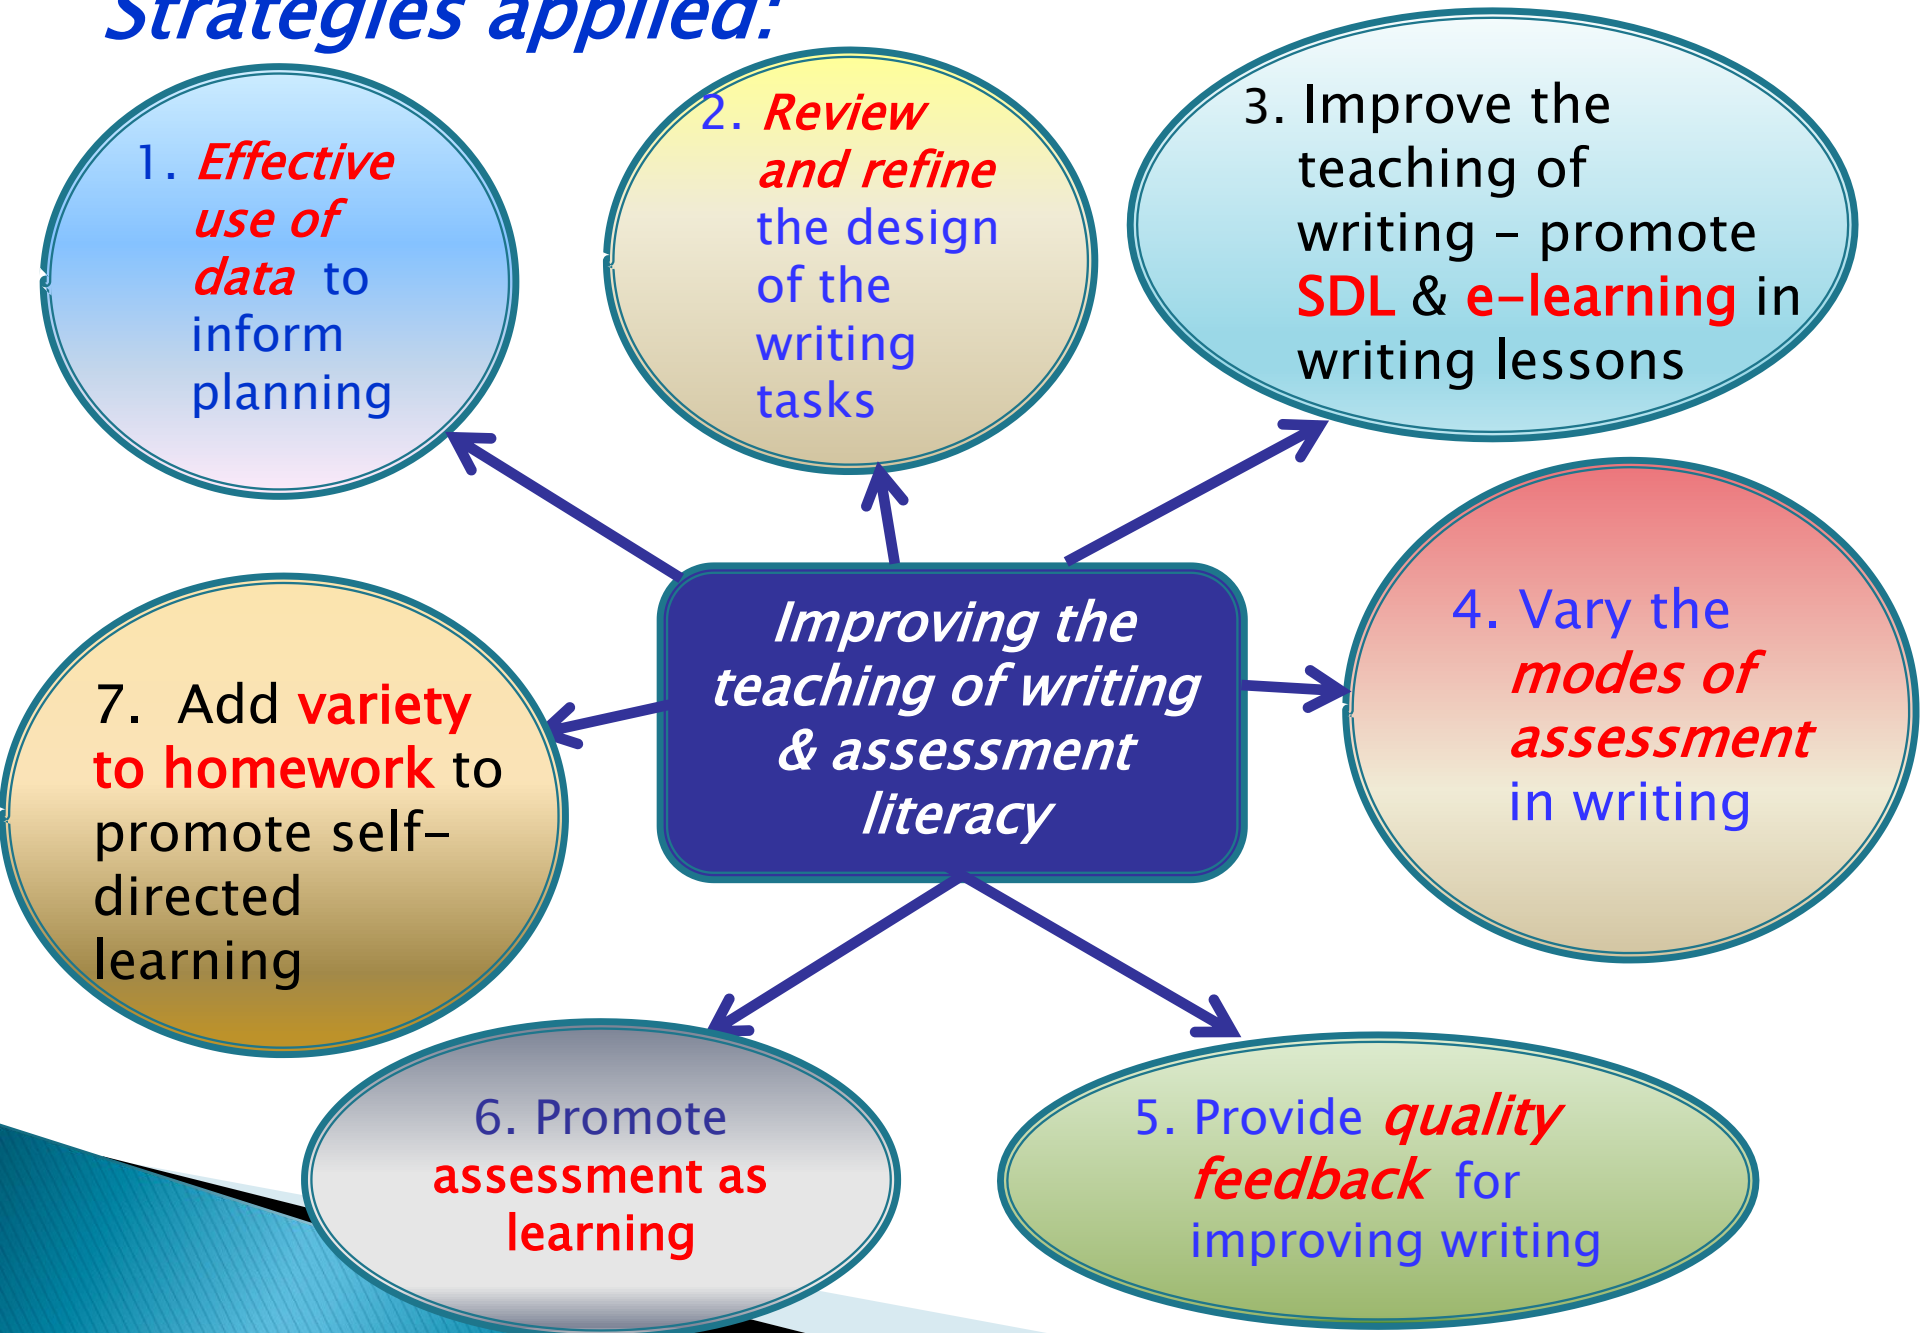 Strategies applied:
1. Effective
use of
data to
inform
planning
2. Review
and refine
the design
of the
writing
tasks
3. Improve the
teaching of
writing – promote
SDL & e-learning in
writing lessons
4. Vary the
modes of
assessment
in writing
Improving the
teaching of writing
& assessment
literacy
7. Add variety
to homework to
promote self-
directed
learning
6. Promote
assessment as
learning
5. Provide quality
feedback for
improving writing